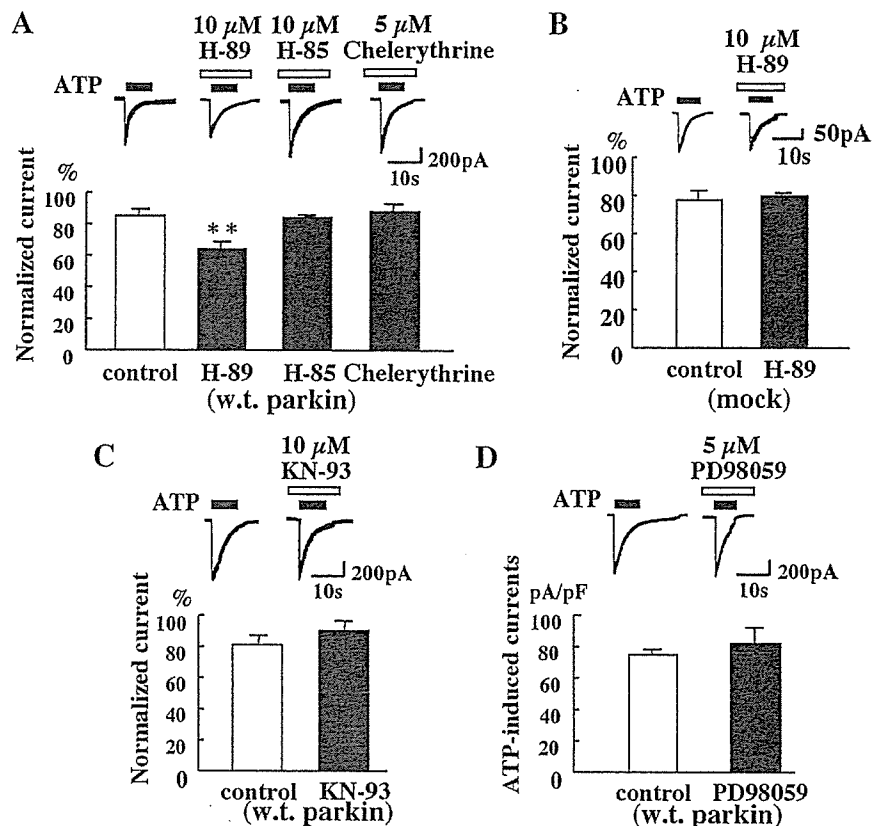 A
10 μM 10 μM 5 μM
H-89 H-85 Chelerythrine
ATP
200pA
10s
%
100
80
60
40
20
0
Normalized current
**
control H-89 H-85 Chelerythrine
(w.t. parkin)
B
10 μM
H-89
ATP
50pA
10s
%
100
80
60
40
20
0
Normalized current
control H-89
(mock)
C
10 μM
KN-93
ATP
200pA
10s
%
100
80
60
40
20
0
Normalized current
control KN-93
(w.t. parkin)
D
5 μM
PD98059
ATP
200pA
10s
pA/pF
100
80
60
40
20
0
ATP-induced currents
control PD98059
(w.t. parkin)